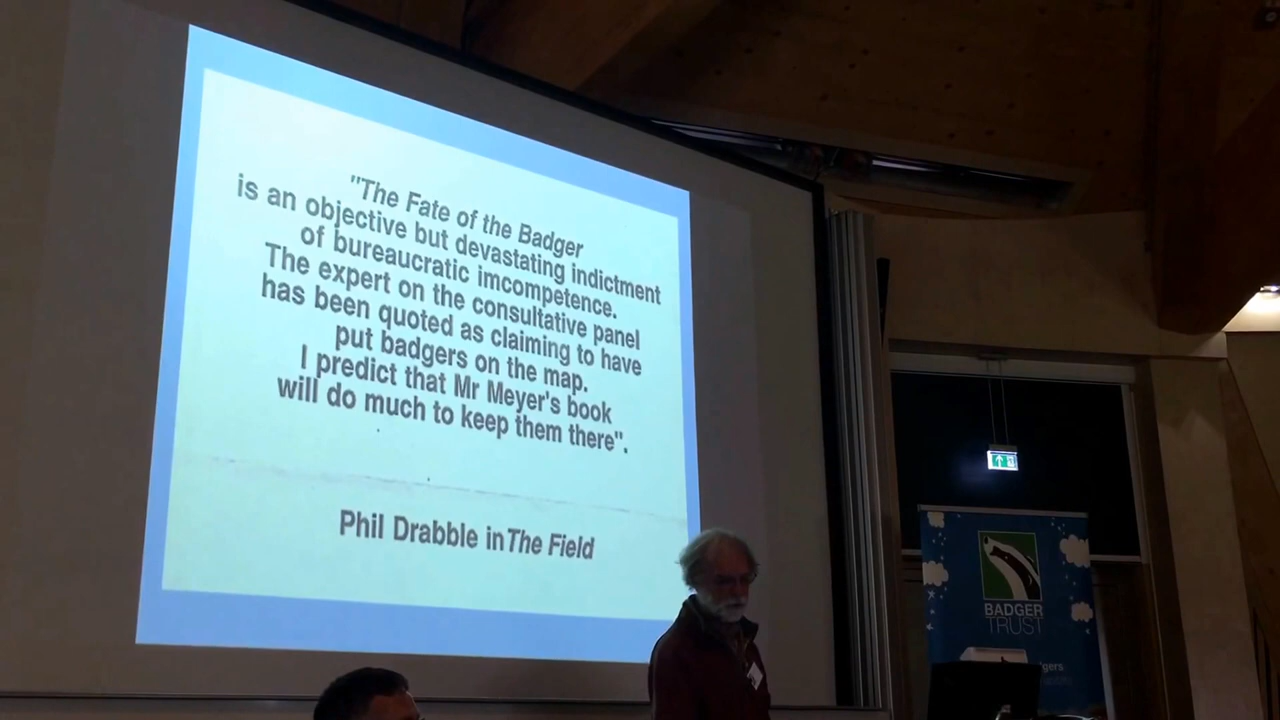 "The Fate of the Badger
is an objective but devastating indictment
of bureaucratic imcompetence.
The expert on the consultative panel
has been quoted as claiming to have
put badgers on the map.
I predict that Mr Meyer's book
will do much to keep them there".
Phil Drabble in The Field
BADGER
TRUST